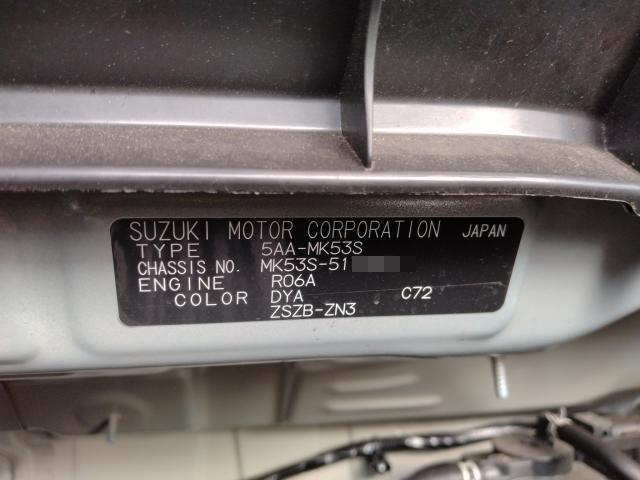 SUZUKI MOTOR CORPORATION JAPAN
TYPE 5AA-MK53S
CHASSIS NO. MK53S-51
ENGINE R06A
COLOR DYA C72
ZSZB-ZN3